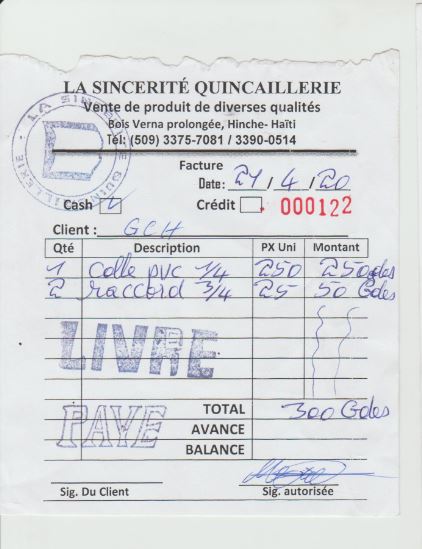 LA SINCERITÉ QUINCAILLERIE
Vente de produit de diverses qualités
Bois Verna prolongée, Hinche- Haïti
Tél: (509) 3375-7081 / 3390-0514
Facture
Date: 21 / 4 / 20
Cash Crédit 000122
Client : GCH
Qté Description PX Uni Montant
1 colle pvc 1/4 250 250 gdes
2 raccord 3/4 25 50 Gdes
LIVRE
TOTAL 300 Gdes
PAYE AVANCE
BALANCE
Sig. Du Client Sig. autorisée